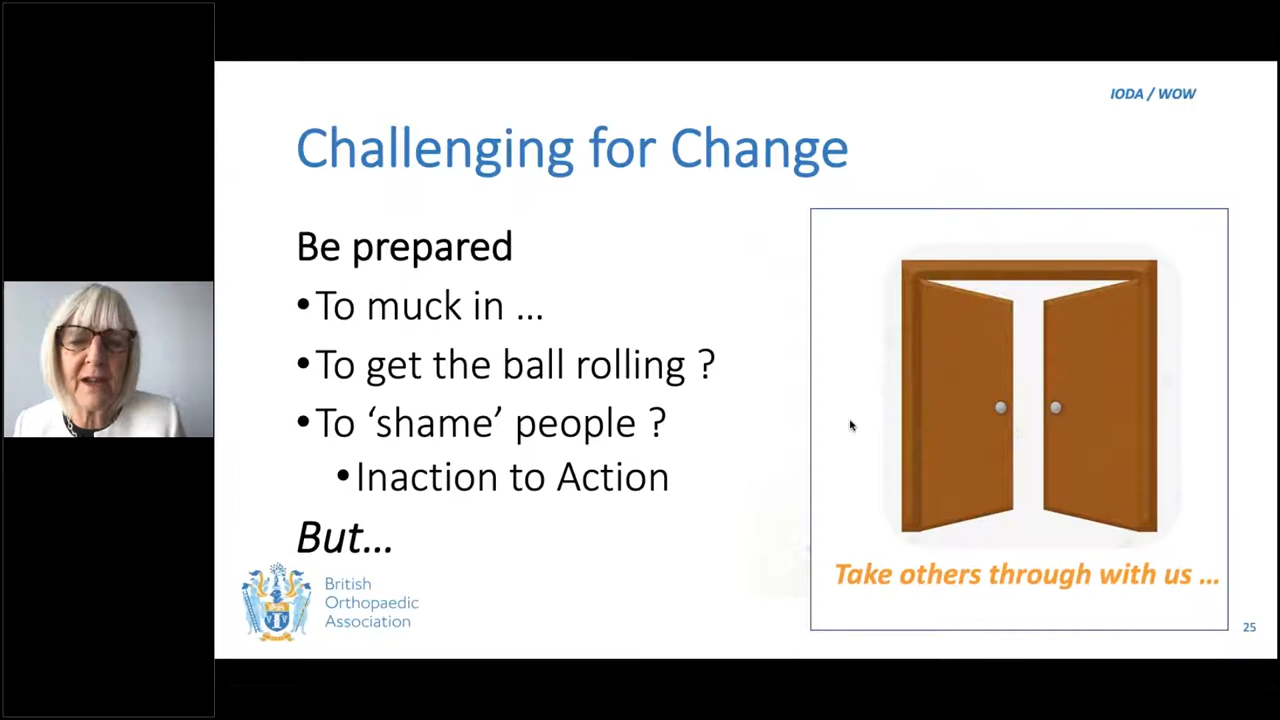 IODA / WOW
Challenging for Change
Be prepared
•To muck in ...
•To get the ball rolling ?
•To ‘shame’ people ?
•Inaction to Action
But...
British
Orthopaedic
Association
Take others through with us ...
25